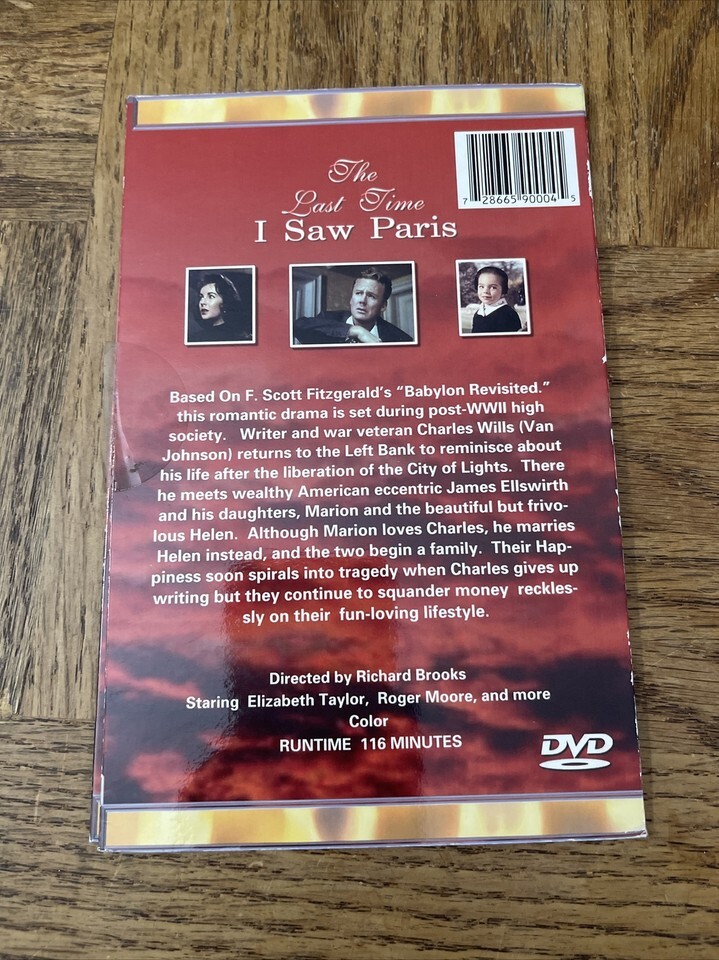 The
Last Time
I Saw Paris
7 28665 90004 5
Based On F. Scott Fitzgerald's "Babylon Revisited."
this romantic drama is set during post-WWII high
society. Writer and war veteran Charles Wills (Van
Johnson) returns to the Left Bank to reminisce about
his life after the liberation of the City of Lights. There
he meets wealthy American eccentric James Ellswirth
and his daughters, Marion and the beautiful but frivo-
lous Helen. Although Marion loves Charles, he marries
Helen instead, and the two begin a family. Their Hap-
piness soon spirals into tragedy when Charles gives up
writing but they continue to squander money reckles-
sly on their fun-loving lifestyle.
Directed by Richard Brooks
Staring Elizabeth Taylor, Roger Moore, and more
Color
RUNTIME 116 MINUTES
DVD